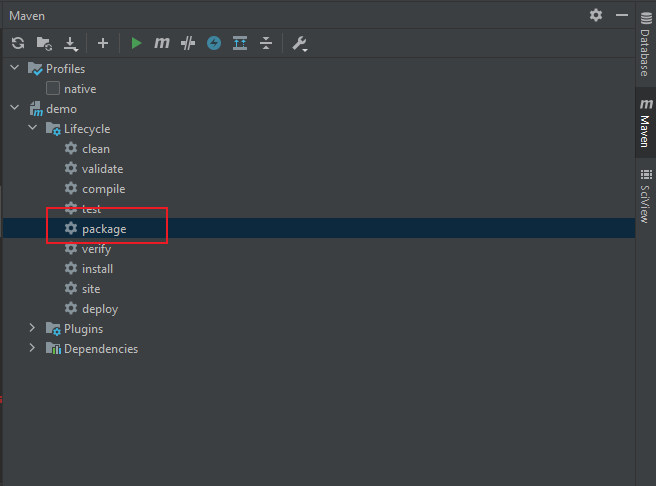 Maven
Profiles
native
demo
Lifecycle
clean
validate
compile
test
package
verify
install
site
deploy
Plugins
Dependencies
Database
m Maven
SciView